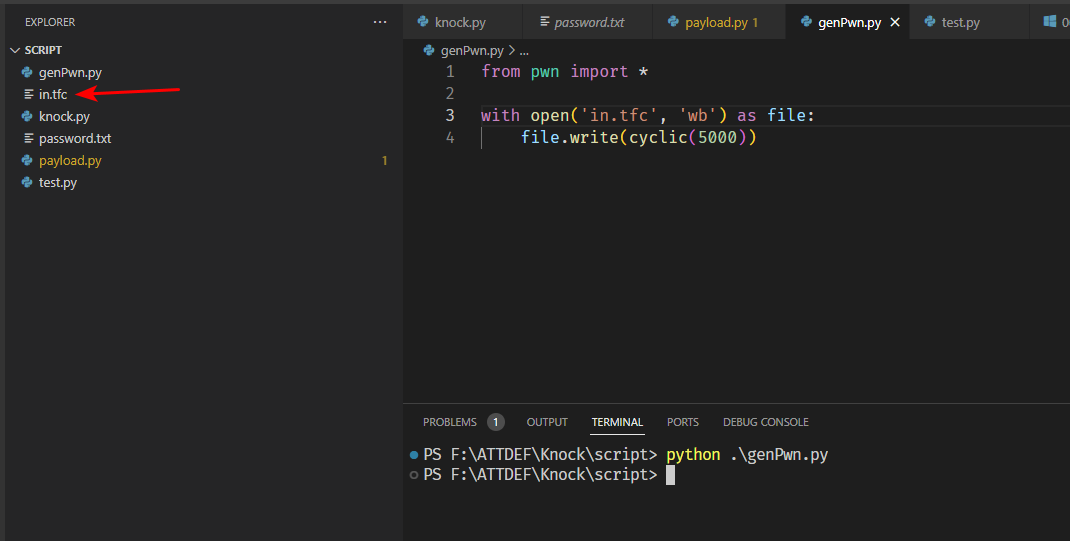 EXPLORER ...
SCRIPT
genPwn.py
in.tfc
knock.py
password.txt
payload.py 1
test.py
knock.py password.txt payload.py 1 genPwn.py test.py
genPwn.py > ...
1 from pwn import *
2
3 with open('in.tfc', 'wb') as file:
4 file.write(cyclic(5000))
PROBLEMS 1 OUTPUT TERMINAL PORTS DEBUG CONSOLE
PS F:\ATTDEF\Knock\script> python .\genPwn.py
PS F:\ATTDEF\Knock\script>